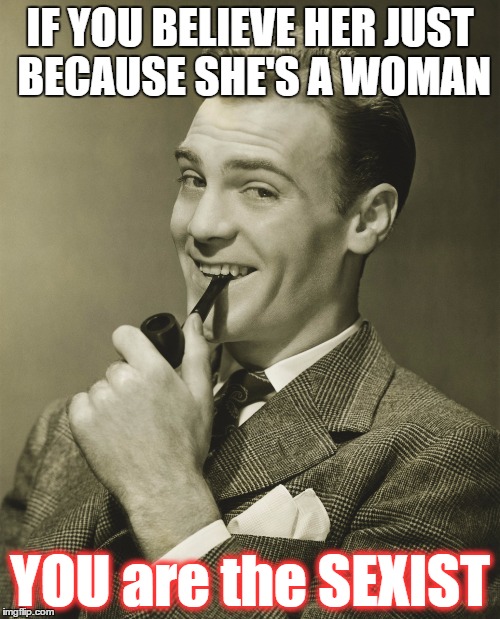 IF YOU BELIEVE HER JUST
BECAUSE SHE'S A WOMAN
YOU are the SEXIST
imgflip.com